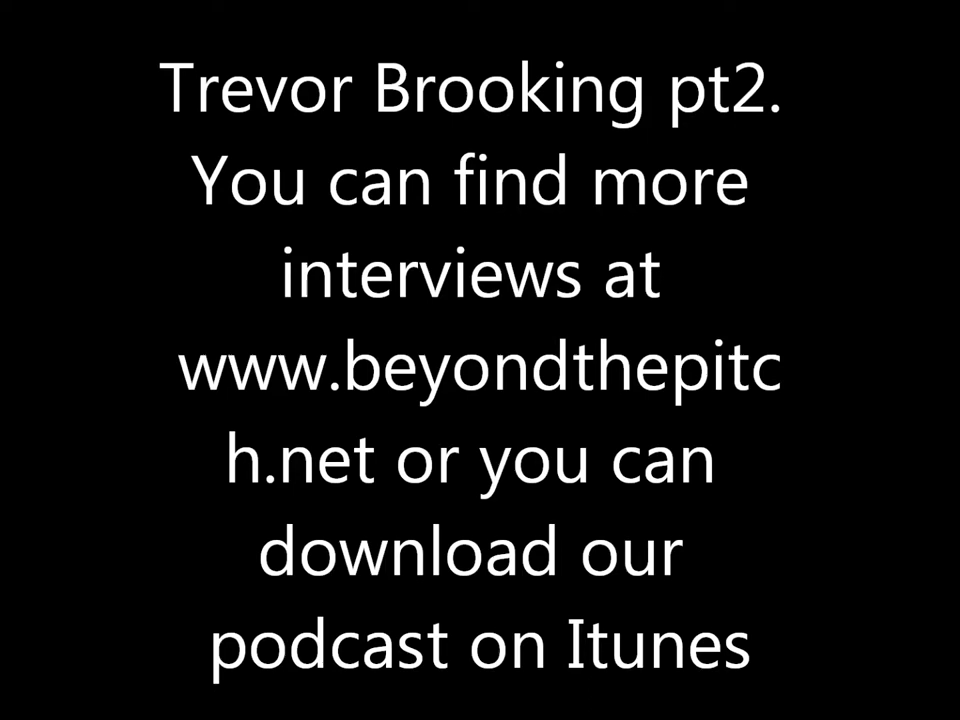 Trevor Brooking pt2.
You can find more
interviews at
www.beyondthepitc
h.net or you can
download our
podcast on Itunes